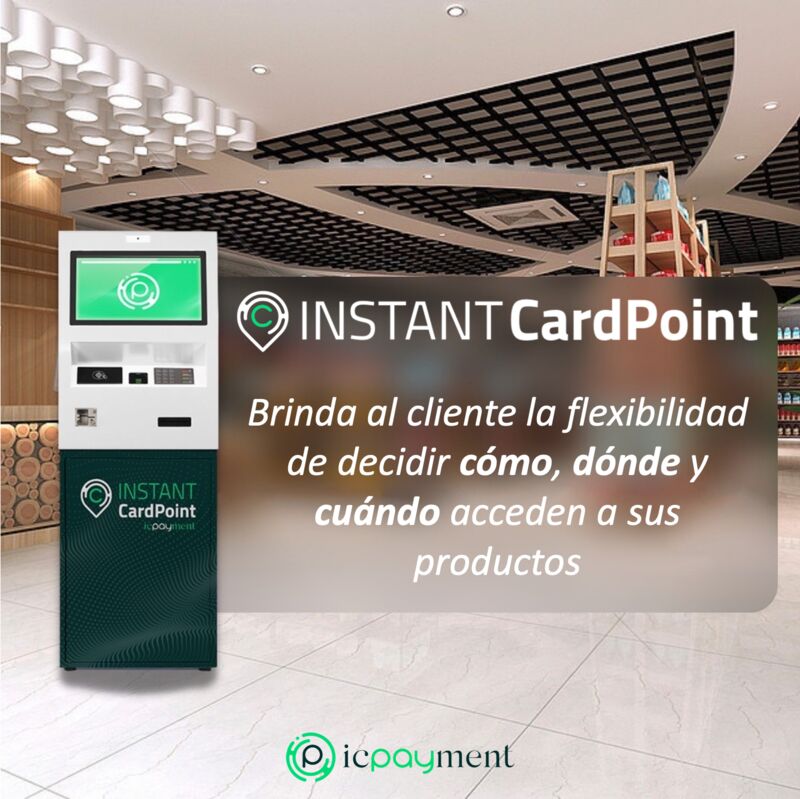 INSTANT CardPoint
Brinda al cliente la flexibilidad
de decidir cómo, dónde y
cuándo acceden a sus
productos
INSTANT
CardPoint
icpayment
icpayment